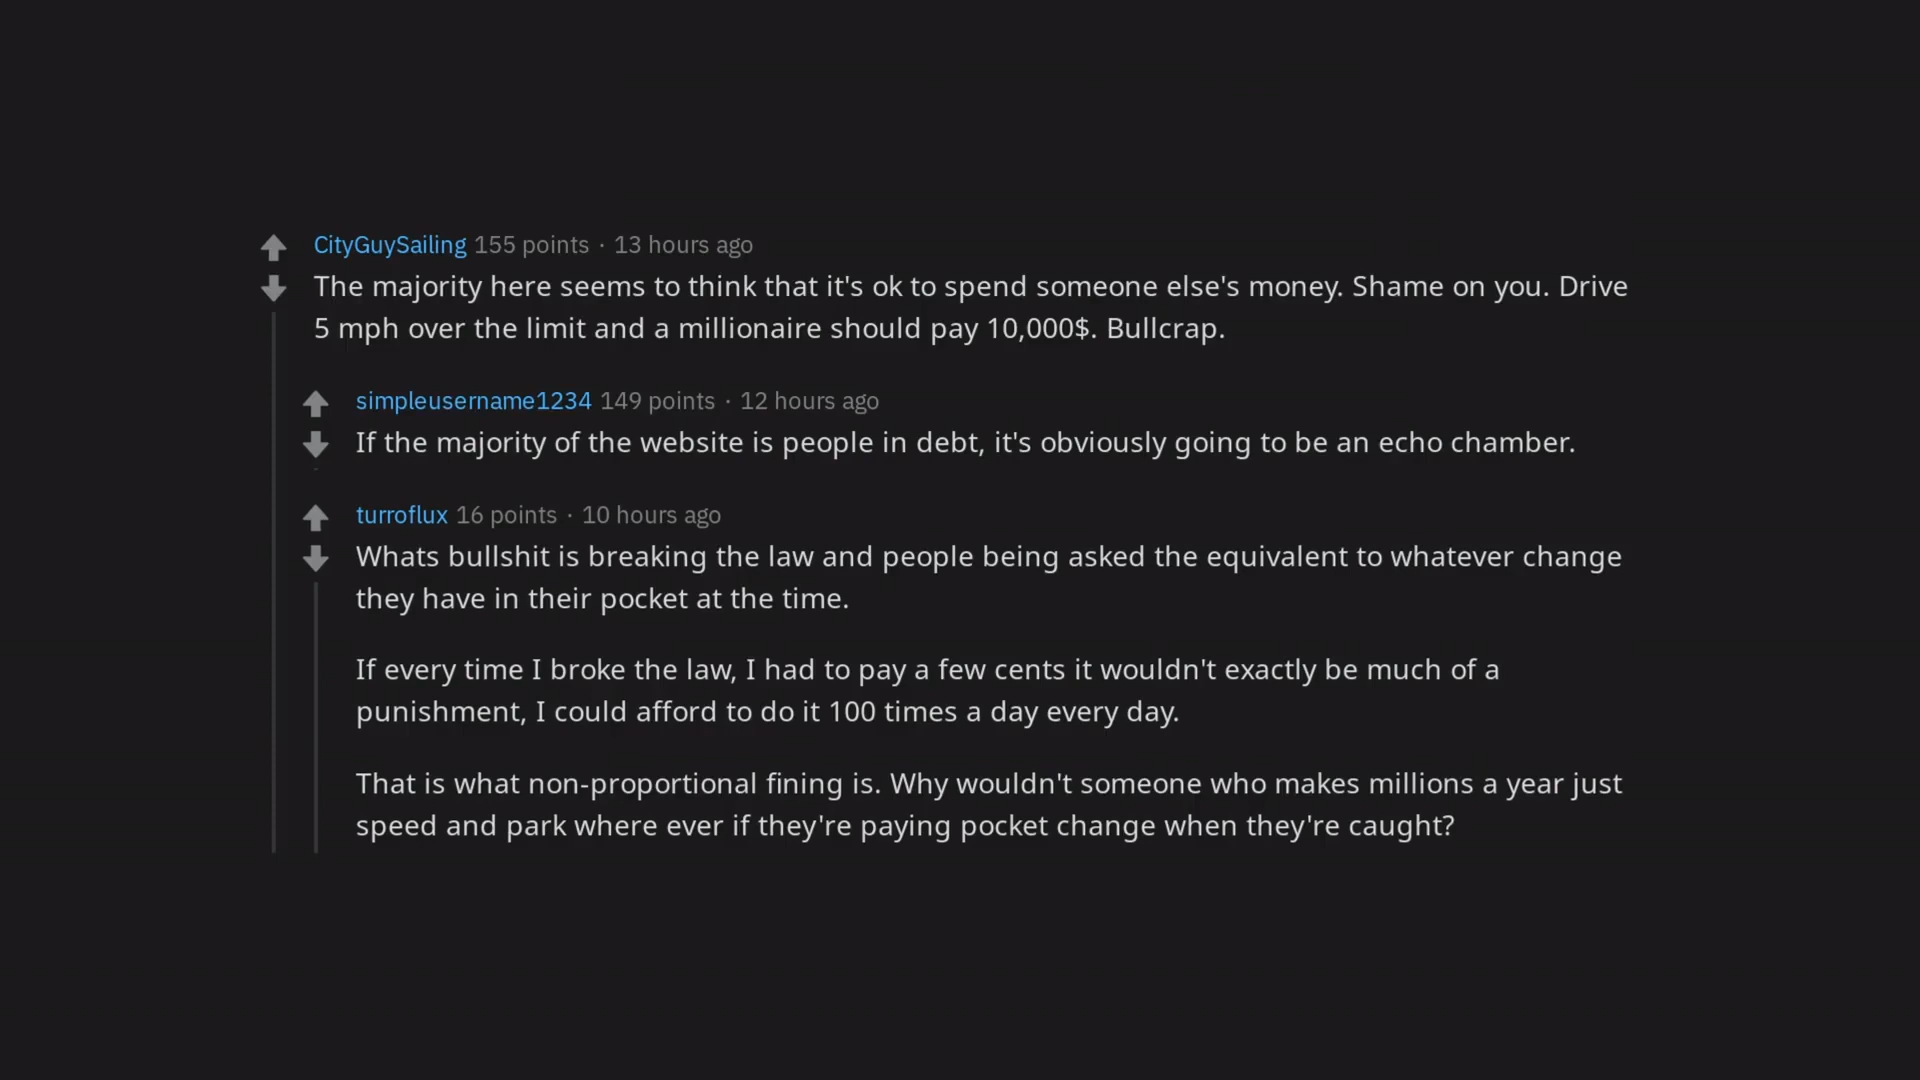 CityGuySailing 155 points · 13 hours ago
The majority here seems to think that it's ok to spend someone else's money. Shame on you. Drive
5 mph over the limit and a millionaire should pay 10,000$. Bullcrap.
simpleusername1234 149 points · 12 hours ago
If the majority of the website is people in debt, it's obviously going to be an echo chamber.
turroflux 16 points · 10 hours ago
Whats bullshit is breaking the law and people being asked the equivalent to whatever change
they have in their pocket at the time.
If every time I broke the law, I had to pay a few cents it wouldn't exactly be much of a
punishment, I could afford to do it 100 times a day every day.
That is what non-proportional fining is. Why wouldn't someone who makes millions a year just
speed and park where ever if they're paying pocket change when they're caught?